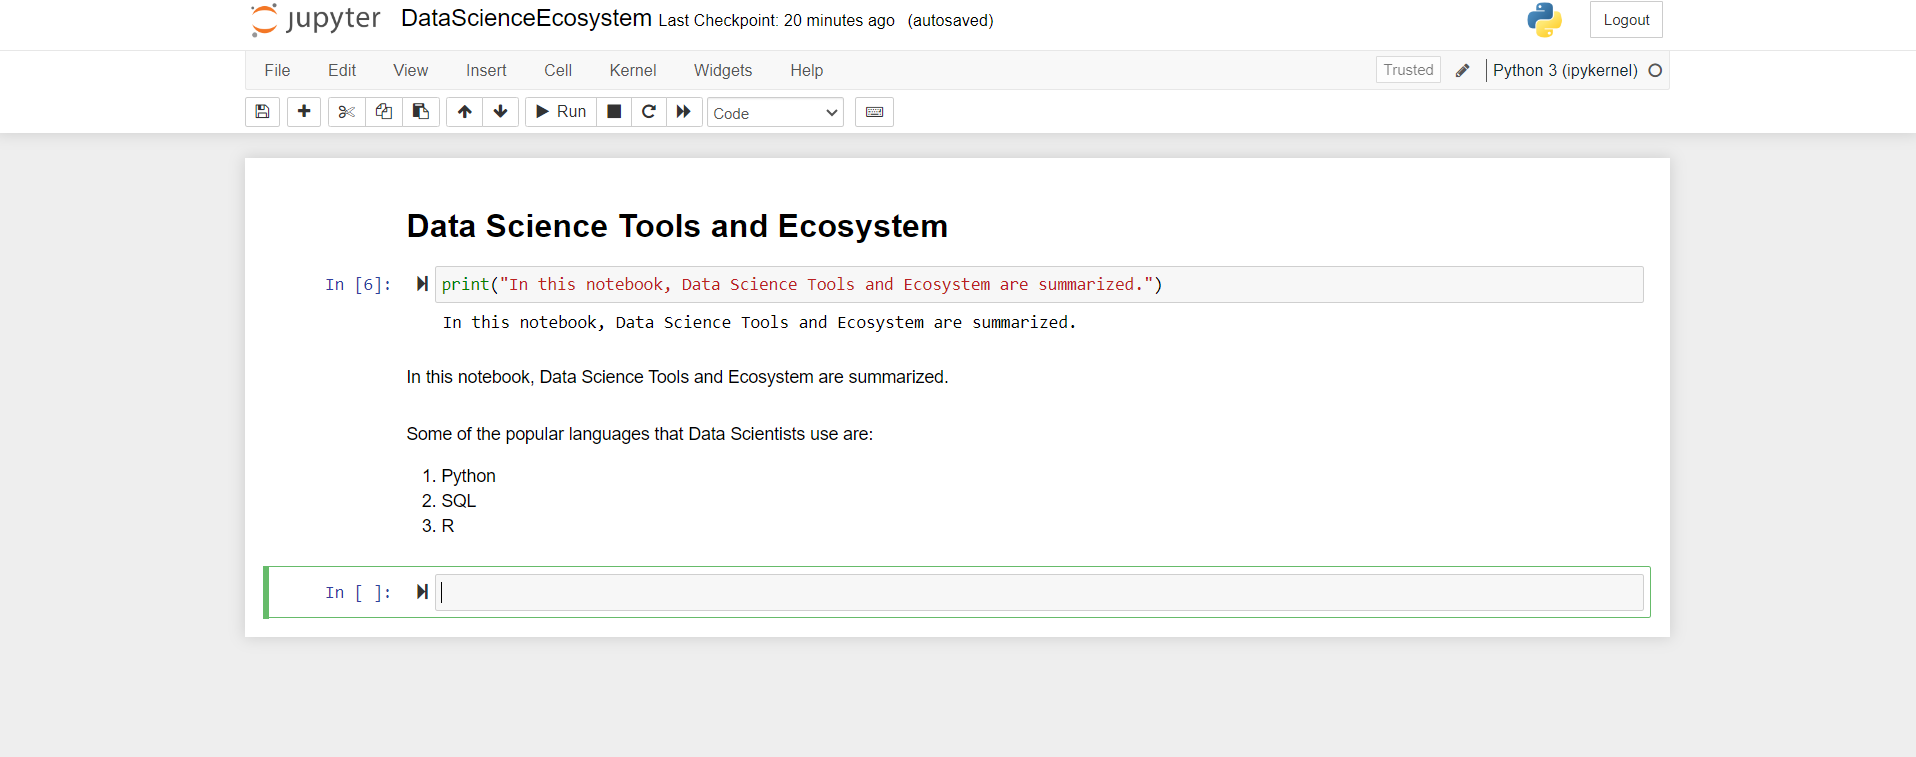 jupyter DataScienceEcosystem Last Checkpoint: 20 minutes ago (autosaved) Logout
File Edit View Insert Cell Kernel Widgets Help Trusted Python 3 (ipykernel)
Run Code
Data Science Tools and Ecosystem
In [6]: print("In this notebook, Data Science Tools and Ecosystem are summarized.")
In this notebook, Data Science Tools and Ecosystem are summarized.
In this notebook, Data Science Tools and Ecosystem are summarized.
Some of the popular languages that Data Scientists use are:
1. Python
2. SQL
3. R
In [ ]: